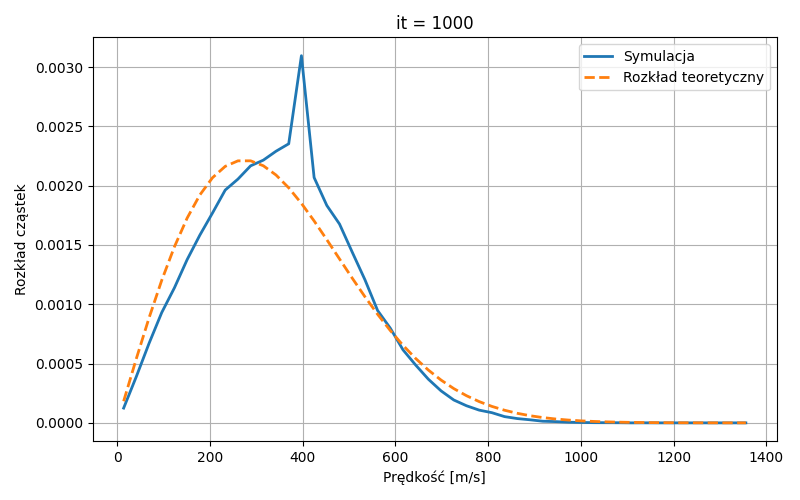 it = 1000
Symulacja
Rozkład teoretyczny
Rozkład cząstek
0.0030
0.0025
0.0020
0.0015
0.0010
0.0005
0.0000
0 200 400 600 800 1000 1200 1400
Prędkość [m/s]